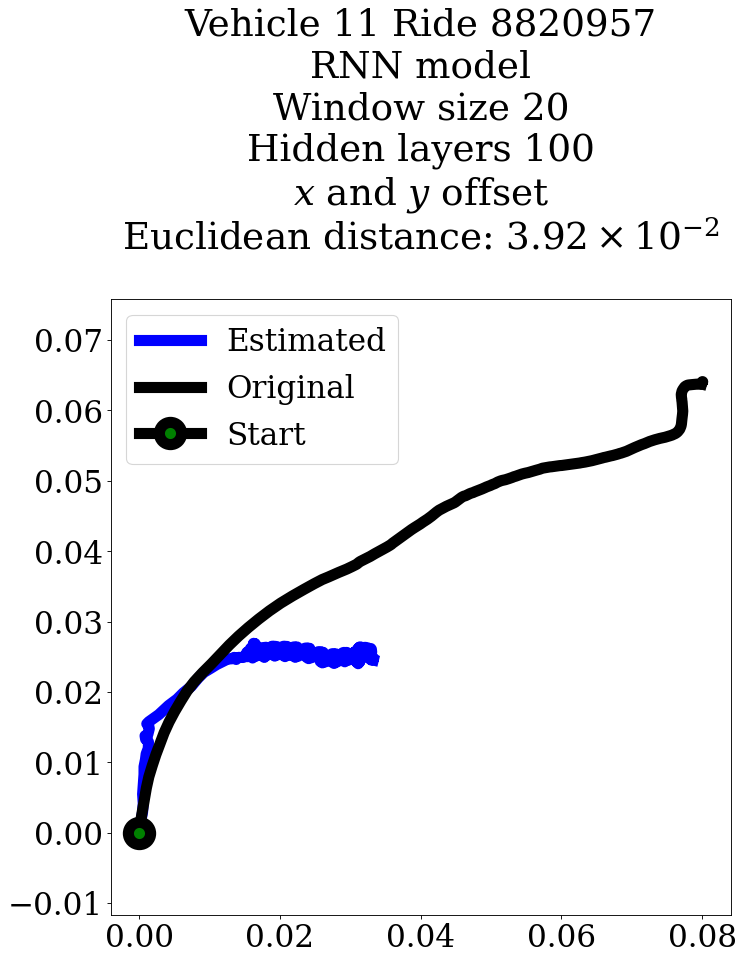 Vehicle 11 Ride 8820957
RNN model
Window size 20
Hidden layers 100
x and y offset
Euclidean distance: 3.92 × 10⁻²
Estimated
Original
Start
0.07
0.06
0.05
0.04
0.03
0.02
0.01
0.00
−0.01
0.00 0.02 0.04 0.06 0.08